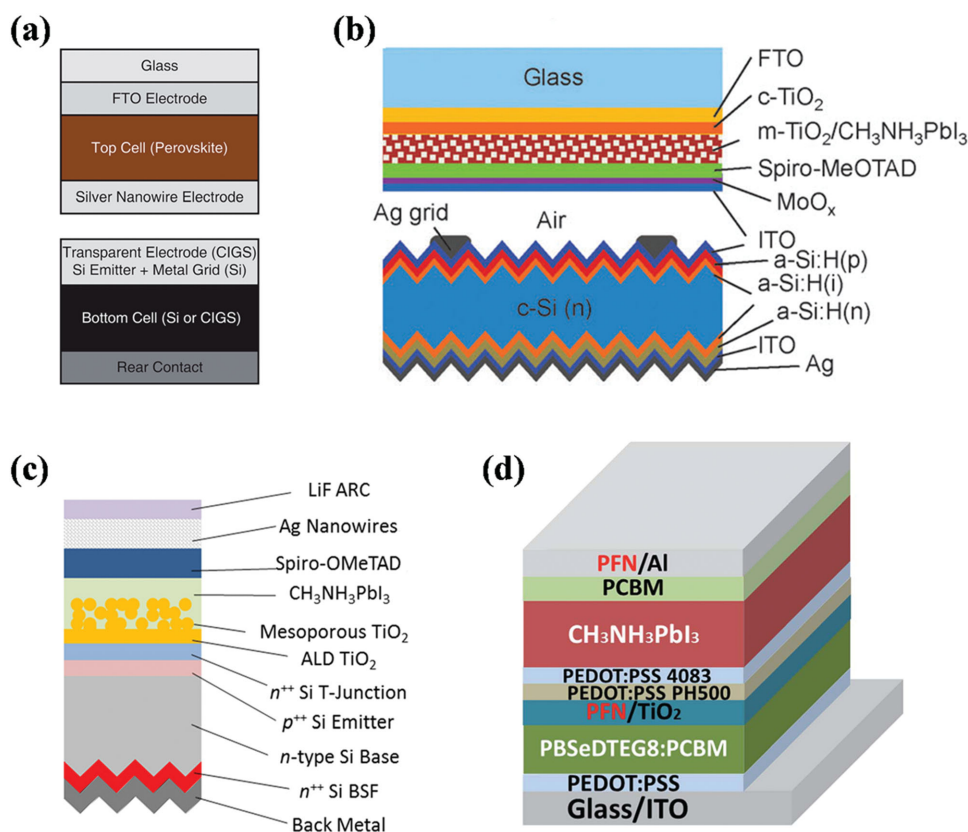 (a)
Glass
FTO Electrode
Top Cell (Perovskite)
Silver Nanowire Electrode
Transparent Electrode (CIGS)
Si Emitter + Metal Grid (Si)
Bottom Cell (Si or CIGS)
Rear Contact
(b)
Glass
FTO
c-TiO₂
m-TiO₂/CH₃NH₃PbI₃
Spiro-MeOTAD
MoOₓ
Ag grid
Air
ITO
a-Si:H(p)
a-Si:H(i)
c-Si (n)
a-Si:H(n)
ITO
Ag
(c)
LiF ARC
Ag Nanowires
Spiro-OMeTAD
CH₃NH₃PbI₃
Mesoporous TiO₂
ALD TiO₂
n⁺⁺ Si T-Junction
p⁺⁺ Si Emitter
n-type Si Base
n⁺⁺ Si BSF
Back Metal
(d)
PFN/Al
PCBM
CH₃NH₃PbI₃
PEDOT:PSS 4083
PEDOT:PSS PH500
PFN/TiO₂
PBSeDTEG8:PCBM
PEDOT:PSS
Glass/ITO